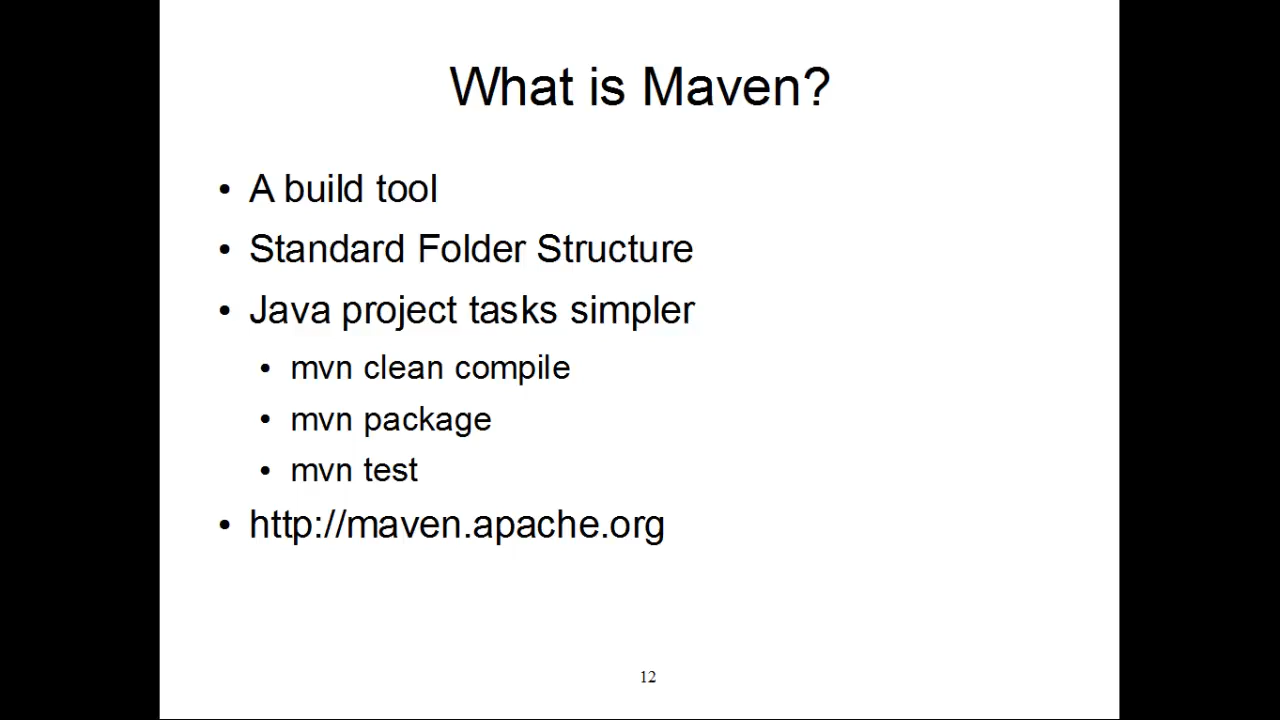 What is Maven?
• A build tool
• Standard Folder Structure
• Java project tasks simpler
• mvn clean compile
• mvn package
• mvn test
• http://maven.apache.org
12